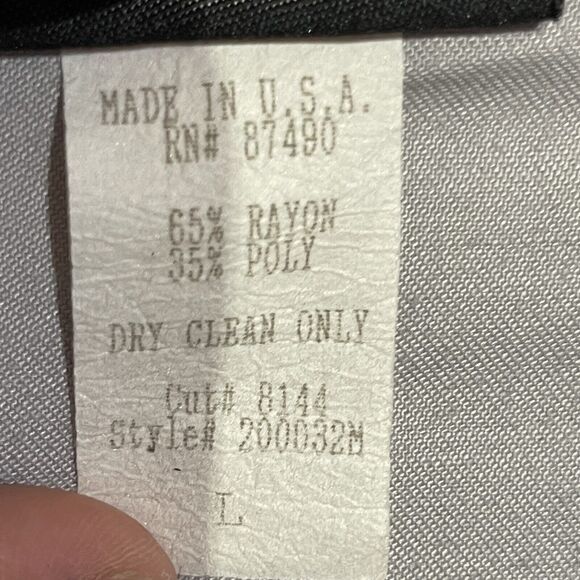 MADE IN U.S.A.
RN# 87490
65% RAYON
35% POLY
DRY CLEAN ONLY
Cut# 8144
Style# 200032M
L